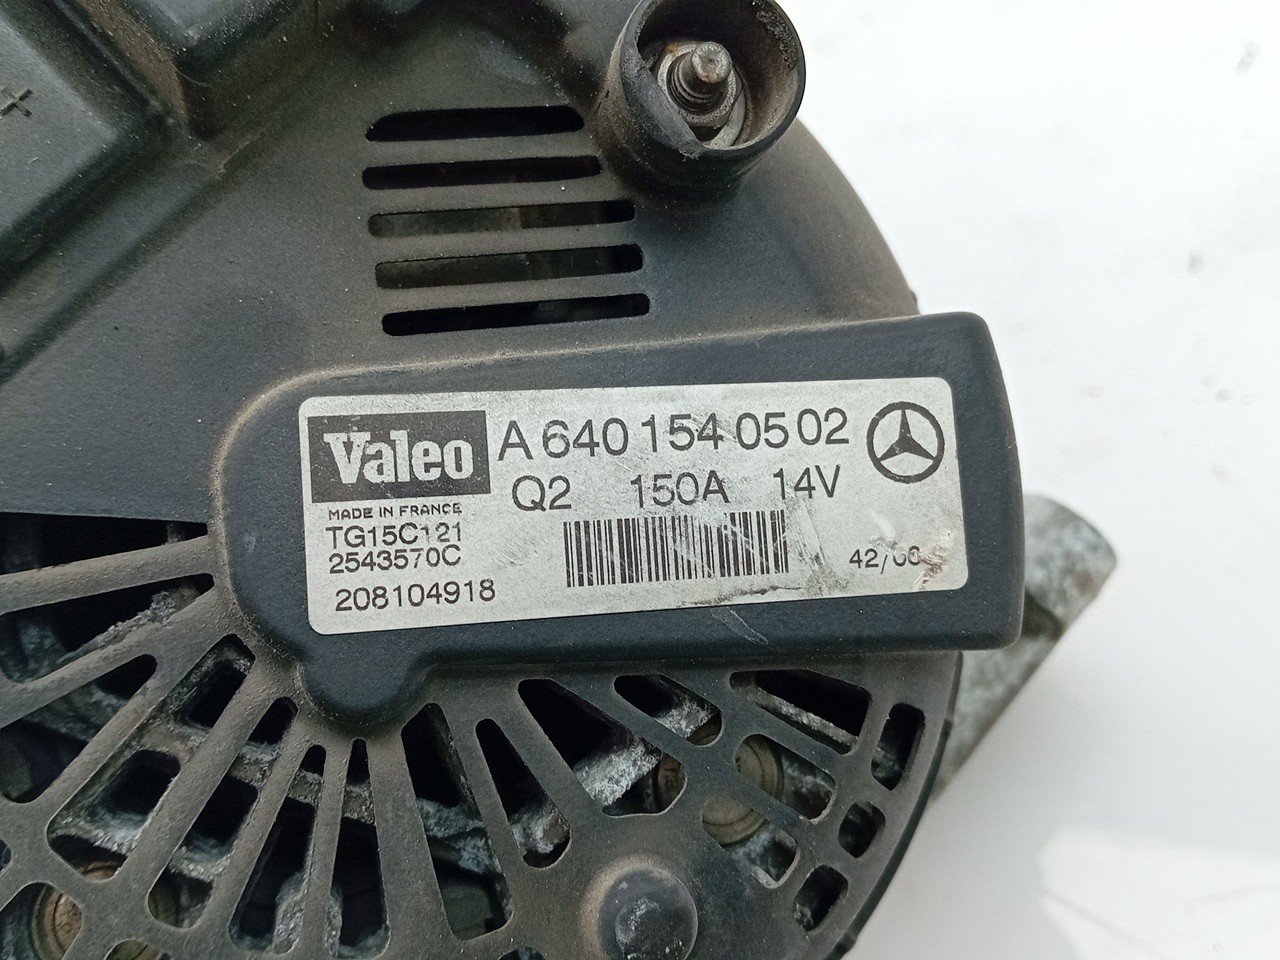 Valeo
A 640 154 05 02
Q2 150A 14V
MADE IN FRANCE
TG15C121
2543570C
208104918
+